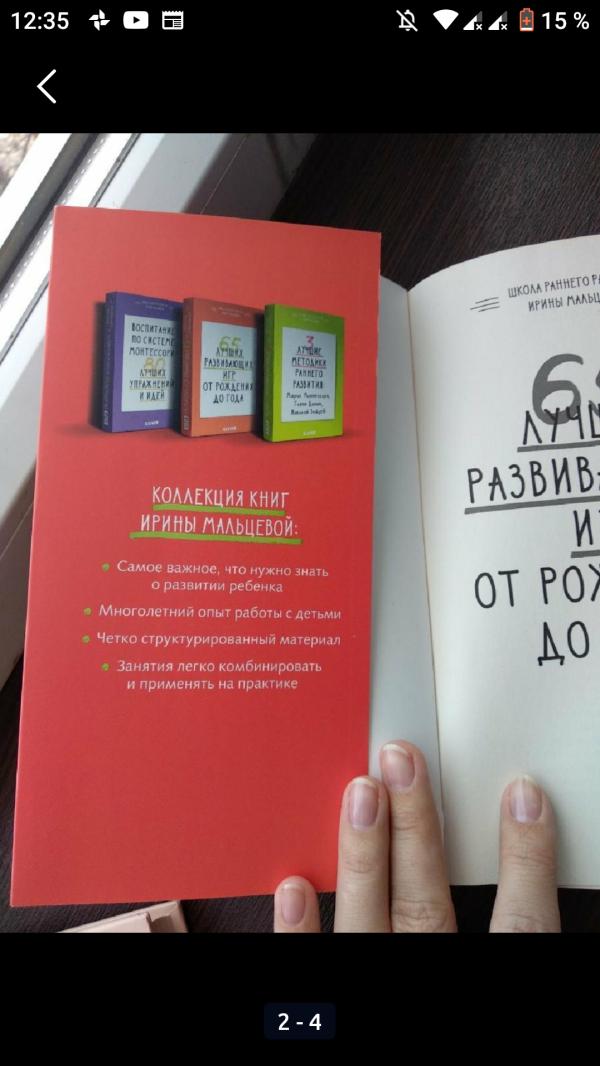 12:35
15 %
ВОСПИТАНИЕ
ПО СИСТЕМЕ
МОНТЕССОРИ
80
ЛУЧШИХ
УПРАЖНЕНИЙ
И ИДЕЙ
65
ЛУЧШИХ
РАЗВИВАЮЩИХ
ИГР
ОТ РОЖДЕНИЯ
ДО ГОДА
3
ЛУЧШИЕ
МЕТОДИКИ
РАННЕГО
РАЗВИТИЯ:
КОЛЛЕКЦИЯ КНИГ
ИРИНЫ МАЛЬЦЕВОЙ:
Самое важное, что нужно знать
о развитии ребенка
Многолетний опыт работы с детьми
Четко структурированный материал
Занятия легко комбинировать
и применять на практике
ШКОЛА РАННЕГО РА
ИРИНЫ МАЛЬЦ
6
ЛУЧШ
РАЗВИВ
ИГ
ОТ РОЖ
ДО
2 - 4